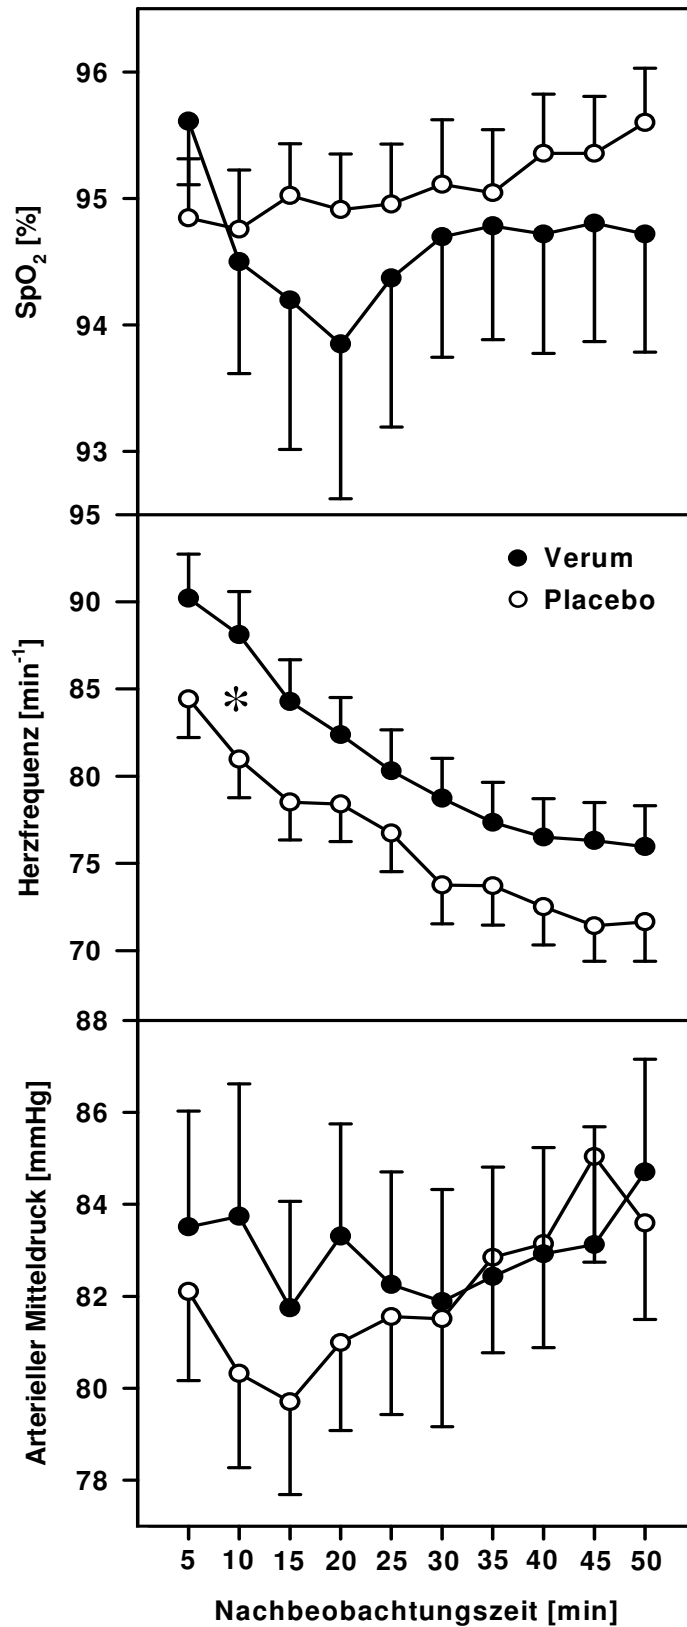 96
95
94
93
SpO2 [%]
95
90
85
80
75
70
Herzfrequenz [min-1]
Verum
Placebo
*
88
86
84
82
80
78
Arterieller Mitteldruck [mmHg]
5 10 15 20 25 30 35 40 45 50
Nachbeobachtungszeit [min]